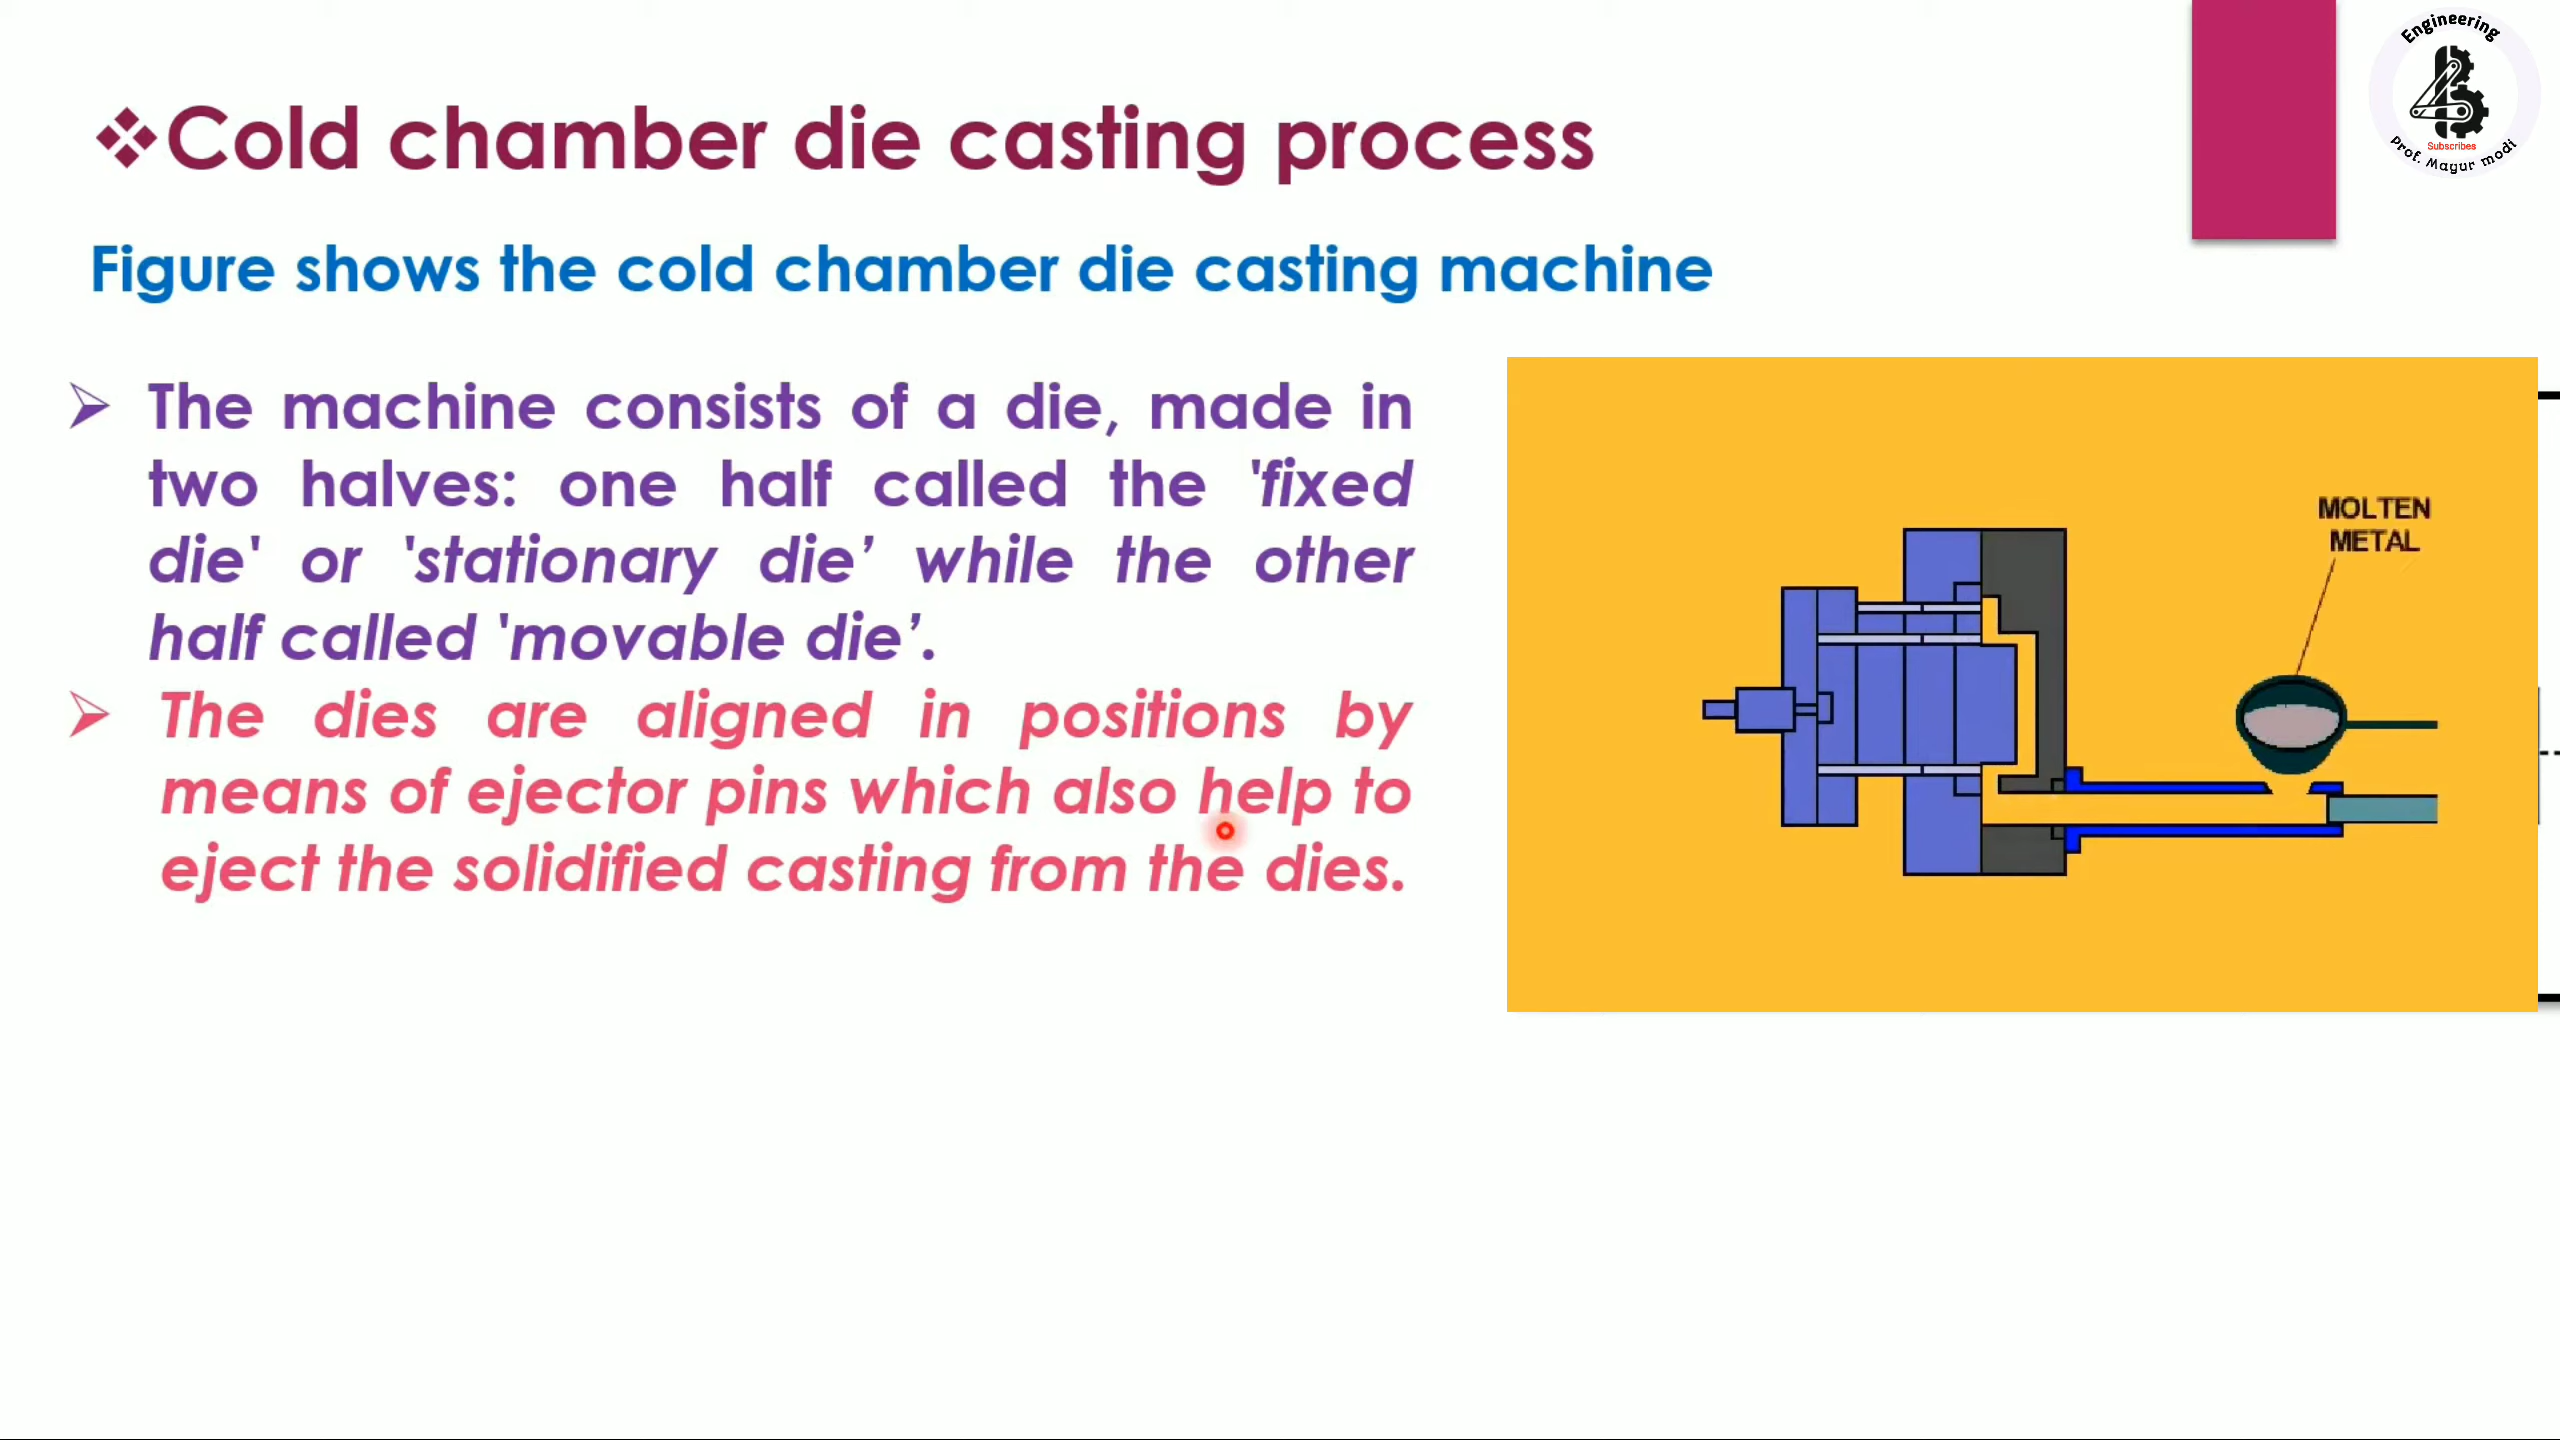 Engineering
Subscribes
Prof. Mayur modi
❖Cold chamber die casting process
Figure shows the cold chamber die casting machine
➢ The machine consists of a die, made in
two halves: one half called the 'fixed
die' or 'stationary die’ while the other
half called 'movable die’.
➢ The dies are aligned in positions by
means of ejector pins which also help to
eject the solidified casting from the dies.
MOLTEN
METAL